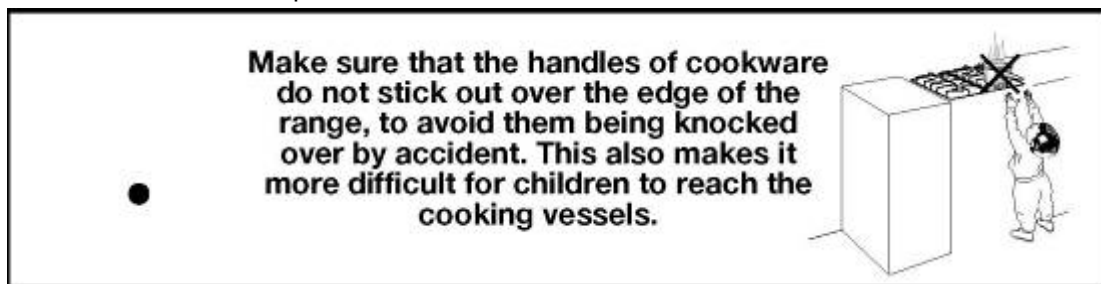 Make sure that the handles of cookware
do not stick out over the edge of the
range, to avoid them being knocked
over by accident. This also makes it
more difficult for children to reach the
cooking vessels.